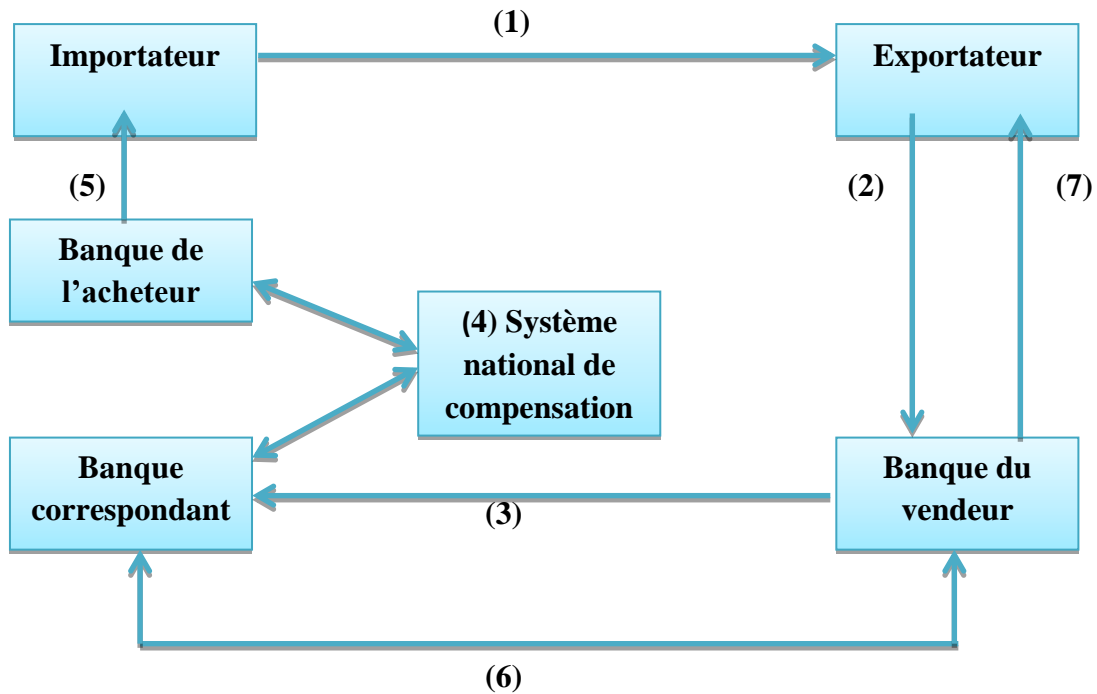 (1)
Importateur
Exportateur
(5)
(2)
(7)
Banque de
l’acheteur
(4) Système
national de
compensation
Banque
correspondant
(3)
Banque du
vendeur
(6)